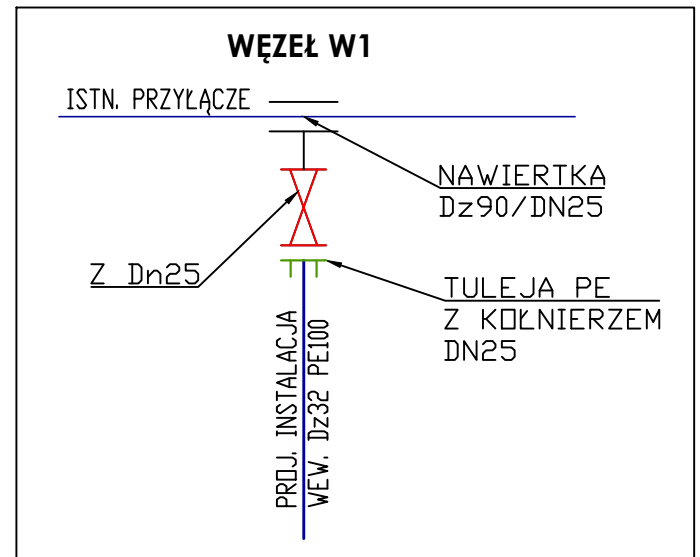 WĘZEŁ W1
ISTN. PRZYŁĄCZE
NAWIERTKA
Dz90/DN25
Z Dn25
TULEJA PE
Z KOŁNIERZEM
DN25
PROJ. INSTALACJA
WEW. Dz32 PE100